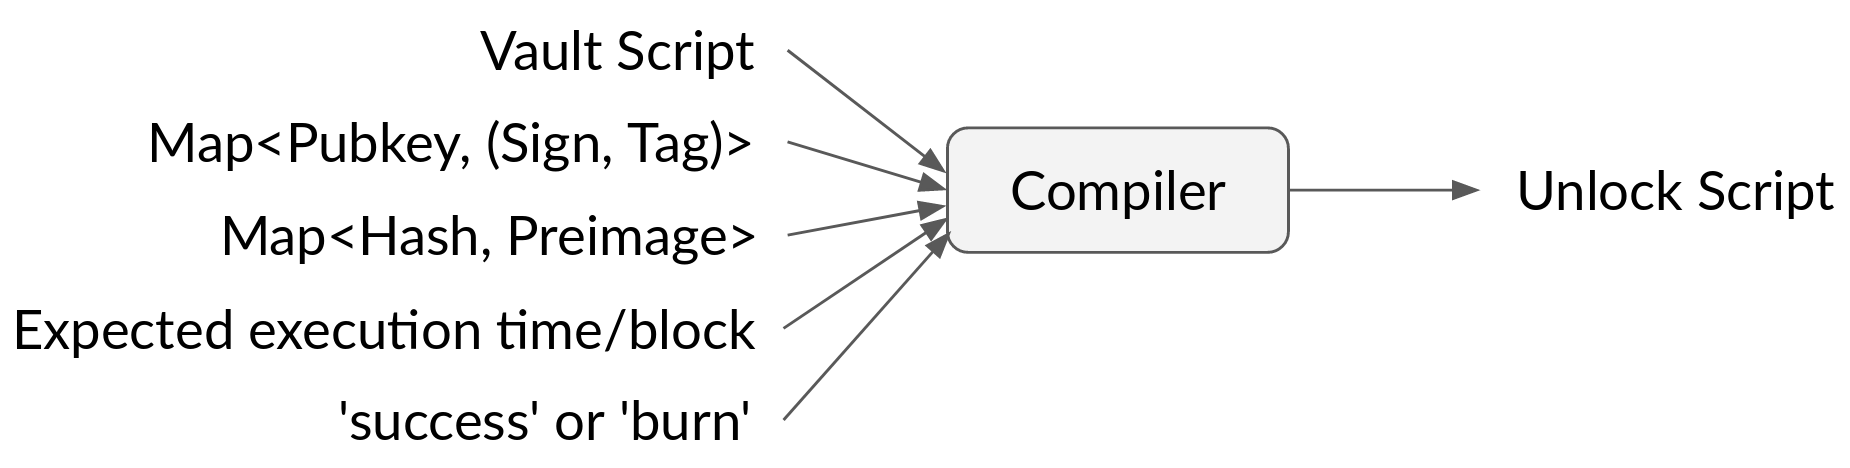 Vault Script
Map<Pubkey, (Sign, Tag)>
Map<Hash, Preimage>
Expected execution time/block
'success' or 'burn'
Compiler
Unlock Script